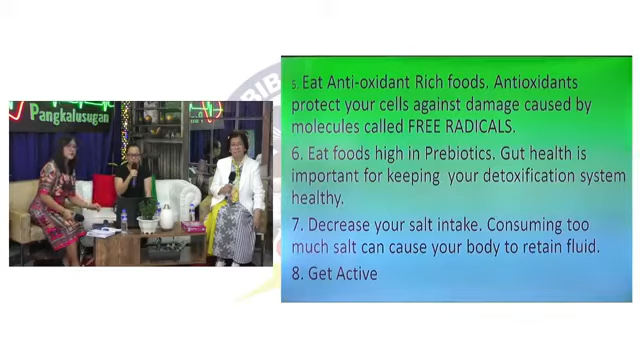 Pangkalusugan
5. Eat Anti-oxidant Rich foods. Antioxidants
protect your cells against damage caused by
molecules called FREE RADICALS.
6. Eat foods high in Prebiotics. Gut health is
important for keeping your detoxification system
healthy.
7. Decrease your salt intake. Consuming too
much salt can cause your body to retain fluid.
8. Get Active